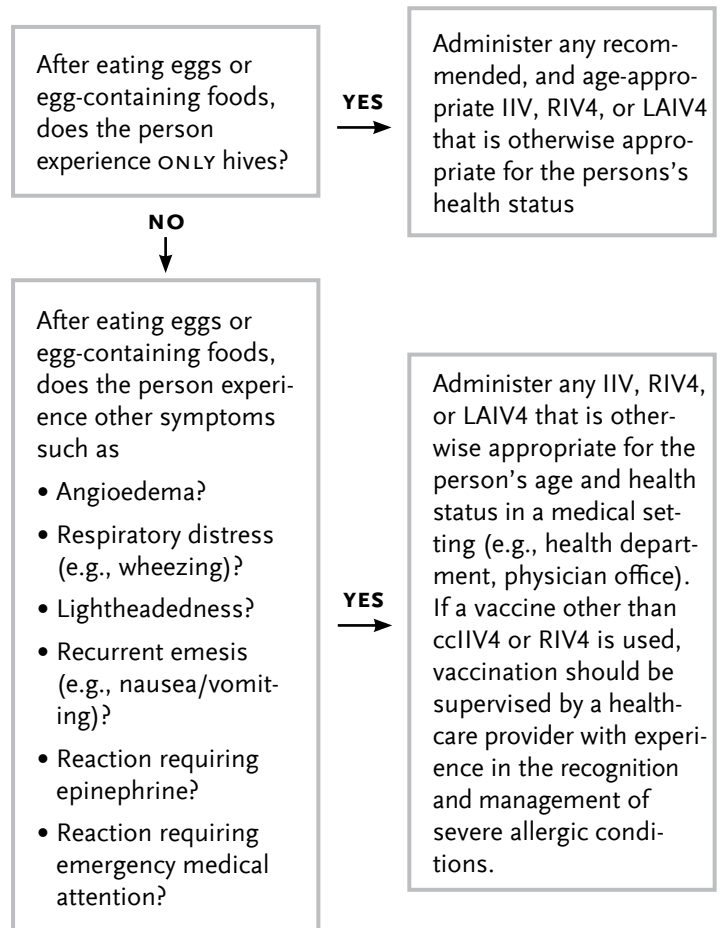 After eating eggs or
egg-containing foods,
does the person
experience ONLY hives?
YES
Administer any recom-
mended, and age-appro-
priate IIV, RIV4, or LAIV4
that is otherwise appro-
priate for the persons's
health status
NO
After eating eggs or
egg-containing foods,
does the person experi-
ence other symptoms
such as
• Angioedema?
• Respiratory distress
(e.g., wheezing)?
• Lightheadedness?
• Recurrent emesis
(e.g., nausea/vomit-
ing)?
• Reaction requiring
epinephrine?
• Reaction requiring
emergency medical
attention?
YES
Administer any IIV, RIV4,
or LAIV4 that is other-
wise appropriate for the
person's age and health
status in a medical set-
ting (e.g., health depart-
ment, physician office).
If a vaccine other than
ccIIV4 or RIV4 is used,
vaccination should be
supervised by a health-
care provider with experi-
ence in the recognition
and management of
severe allergic condi-
tions.